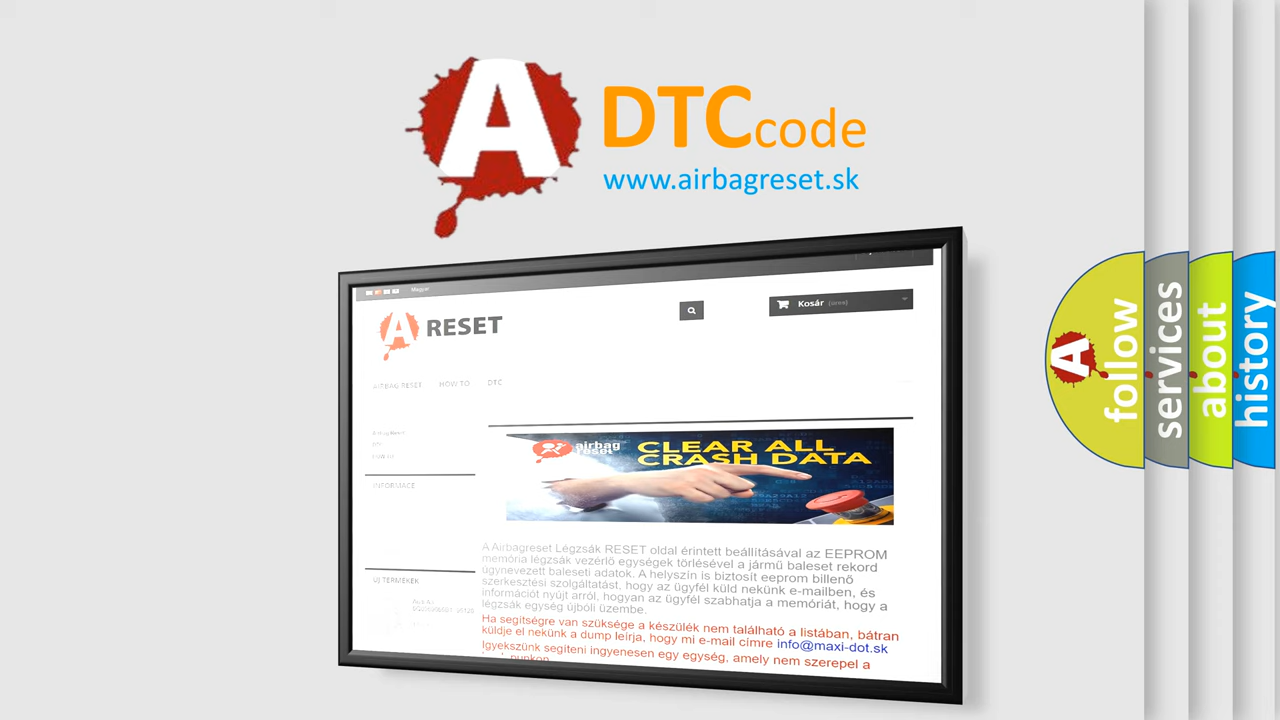 A DTC code
www.airbagreset.sk
Magyar
A RESET
Kosár (üres)
AIRBAG RESET HOW TO DTC
INFORMACE
airbag
reset
CLEAR ALL
CRASH DATA
A Airbagreset Légzsák RESET oldal érintett beállításával az EEPROM
memória légzsák vezérlő egységek törlésével a jármű baleset rekord
úgynevezett baleseti adatok. A helyszín is biztosít eeprom billenő
szerkesztési szolgáltatást, hogy az ügyfél küld nekünk e-mailben, és
információt nyújt arról, hogyan az ügyfél szabhatja a memóriát, hogy a
légzsák egység újbóli üzembe.
Ha segítségre van szüksége a készülék nem található a listában, bátran
küldje el nekünk a dump leírja, hogy mi e-mail címre info@maxi-dot.sk
Igyekszünk segíteni ingyenesen egy egység, amely nem szerepel a
ÚJ TERMÉKEK
A follow
services
about
history